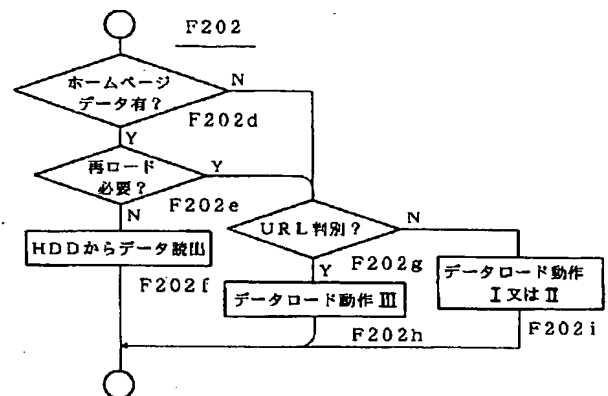 F202
ホームページ
データ有？
N
F202d
Y
再ロード
必要？
Y
F202e
N
HDDからデータ読出
F202f
URL判別？
N
F202g
Y
データロード動作Ⅲ
F202h
データロード動作
Ⅰ又はⅡ
F202i